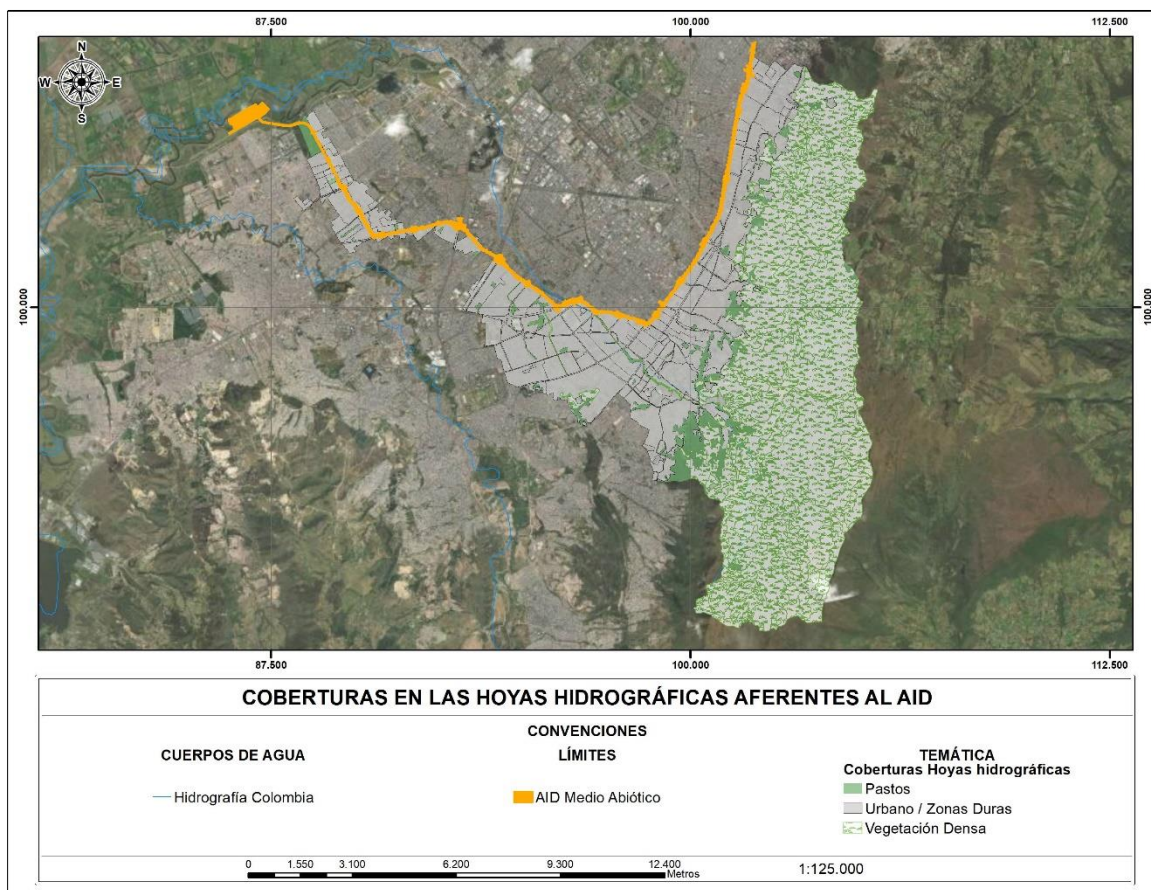 87.500 100.000 112.500
N
W E
S
100.000 100.000
87.500 100.000 112.500
COBERTURAS EN LAS HOYAS HIDROGRÁFICAS AFERENTES AL AID
CONVENCIONES
CUERPOS DE AGUA
Hidrografía Colombia
LÍMITES
AID Medio Abiótico
TEMÁTICA
Coberturas Hoyas hidrográficas
Pastos
Urbano / Zonas Duras
Vegetación Densa
0 1.550 3.100 6.200 9.300 12.400
Metros
1:125.000